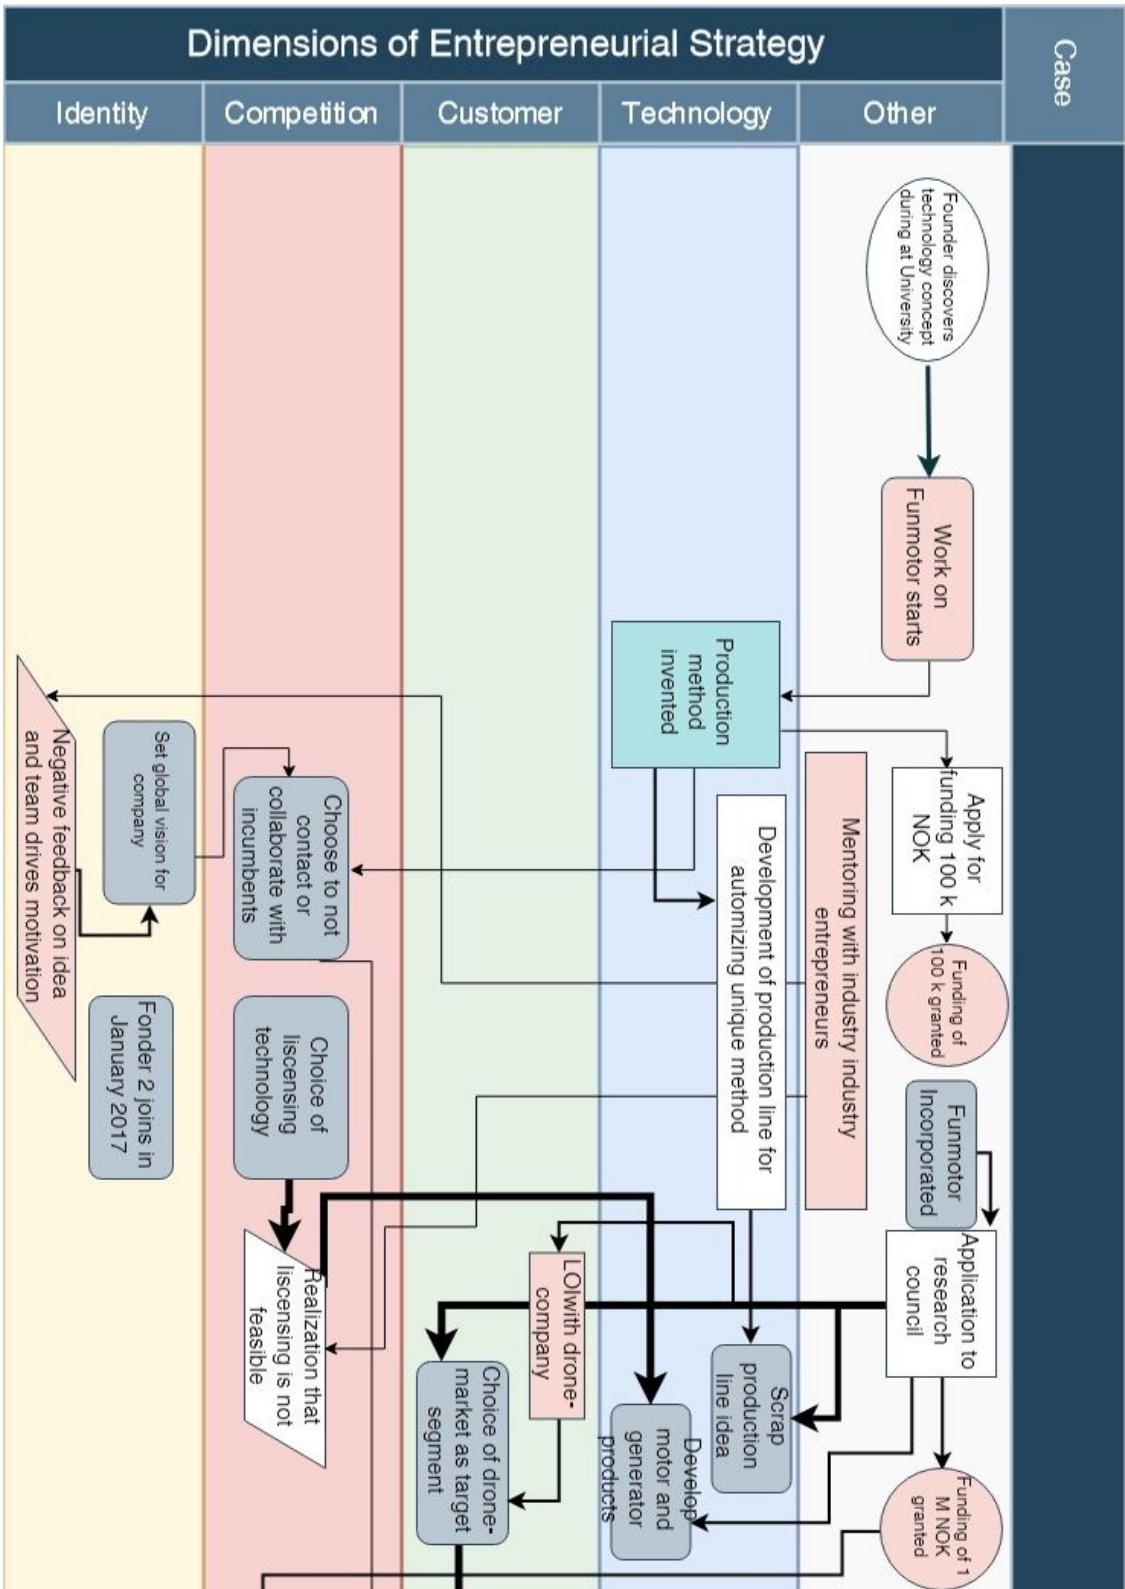 Dimensions of Entrepreneurial Strategy
Case
Identity
Competition
Customer
Technology
Other
Founder discovers
technology concept
during at University
Work on
Funmotor starts
Production
method
invented
Apply for
funding 100 k
NOK
Funding of
100 k granted
Mentoring with industry industry
entrepreneurs
Development of production line for
automizing unique method
Funmotor
Incorporated
Application to
research
council
Funding of 1
M NOK
granted
Scrap
production
line idea
Develop
motor and
generator
products
LOIwith drone-
company
Choice of drone-
market as target
segment
Choose to not
contact or
collaborate with
incumbents
Choice of
liscensing
technology
Realization that
liscensing is not
feasible
Set global vision for
company
Negative feedback on idea
and team drives motivation
Fonder 2 joins in
January 2017